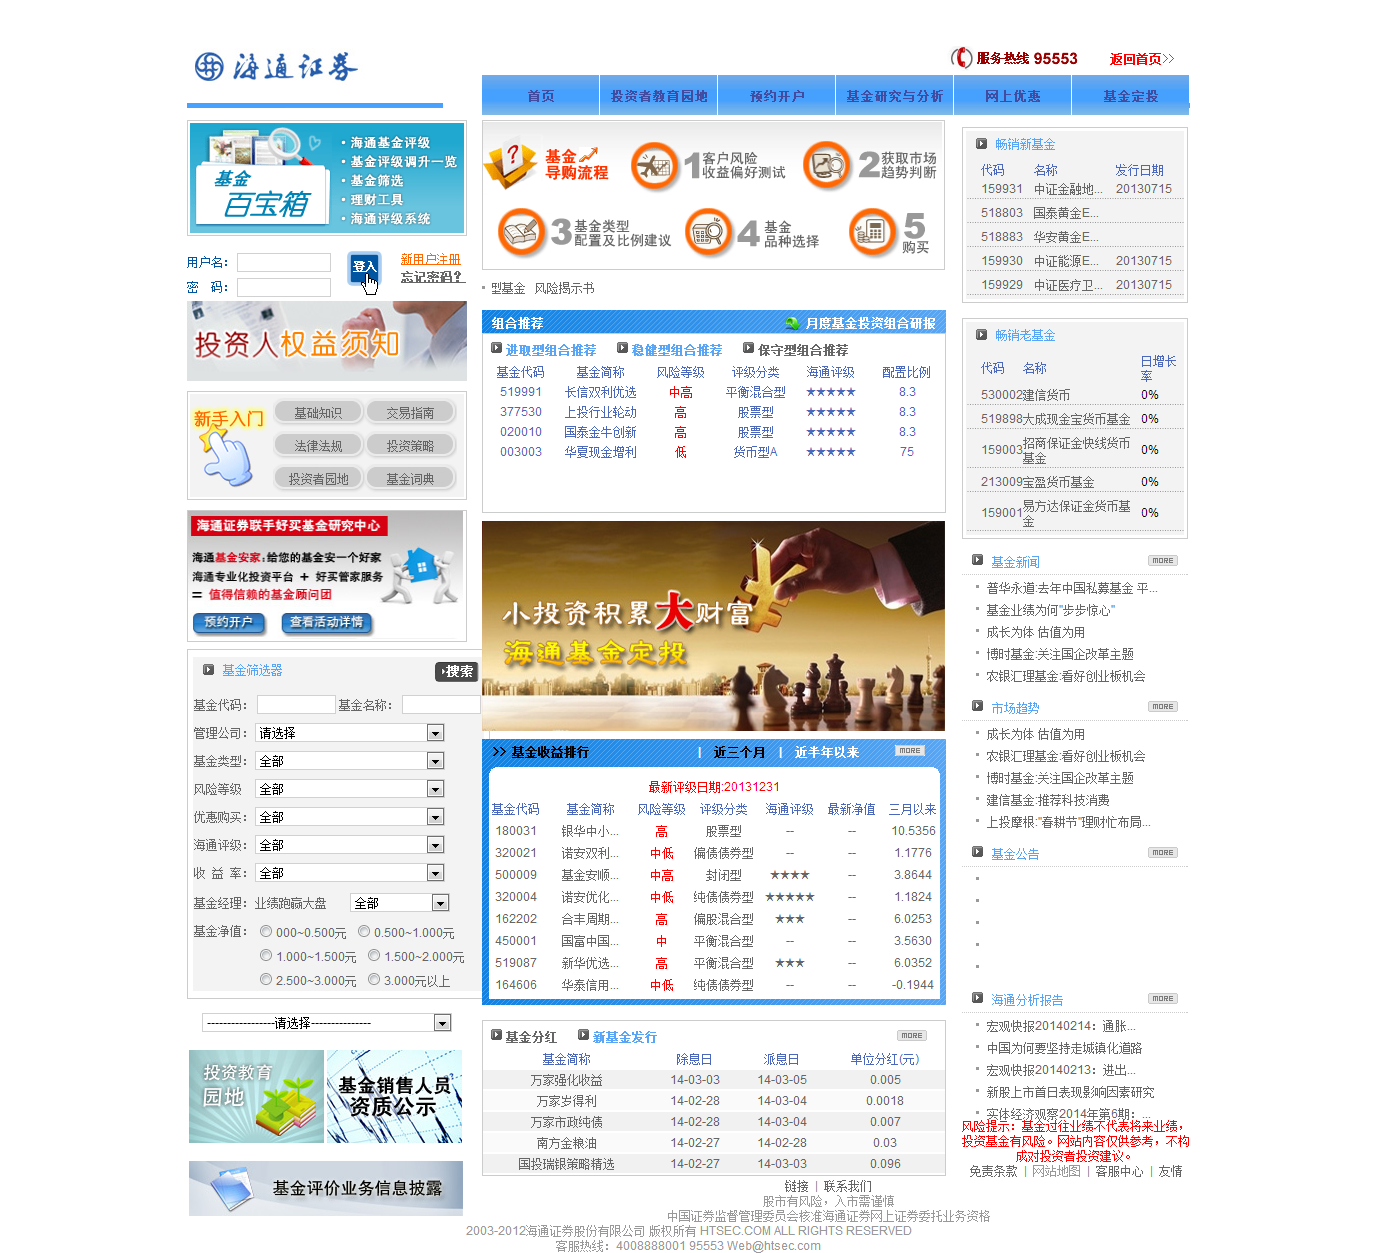 海通证券
服务热线 95553
返回首页>>
首页 投资者教育园地 预约开户 基金研究与分析 网上优惠 基金定投
基金
百宝箱
· 海通基金评级
· 基金评级调升一览
· 基金筛选
· 理财工具
· 海通评级系统
用户名：
密 码：
登入
新用户注册
忘记密码?
投资人权益须知
新手入门
基础知识 交易指南
法律法规 投资策略
投资者园地 基金词典
海通证券联手好买基金研究中心
海通基金安家:给您的基金安一个好家
海通专业化投资平台 + 好买管家服务
= 值得信赖的基金顾问团
预约开户 查看活动详情
基金筛选器 搜索
基金代码： 基金名称：
管理公司： 请选择
基金类型： 全部
风险等级 全部
优惠购买： 全部
海通评级： 全部
收 益 率： 全部
基金经理： 业绩跑赢大盘 全部
基金净值： 000~0.500元 0.500~1.000元
1.000~1.500元 1.500~2.000元
2.500~3.000元 3.000元以上
-----------------请选择---------------
投资教育
园地
基金销售人员
资质公示
基金评价业务信息披露
基金
导购流程
1 客户风险
收益偏好测试
2 获取市场
趋势判断
3 基金类型
配置及比例建议
4 基金
品种选择
5
购买
型基金 风险揭示书
组合推荐 月度基金投资组合研报
进取型组合推荐 稳健型组合推荐 保守型组合推荐
基金代码 基金简称 风险等级 评级分类 海通评级 配置比例
519991 长信双利优选 中高 平衡混合型 ★★★★★ 8.3
377530 上投行业轮动 高 股票型 ★★★★★ 8.3
020010 国泰金牛创新 高 股票型 ★★★★★ 8.3
003003 华夏现金增利 低 货币型A ★★★★★ 75
小投资积累大财富
海通基金定投
>> 基金收益排行 | 近三个月 | 近半年以来 MORE
最新评级日期:20131231
基金代码 基金简称 风险等级 评级分类 海通评级 最新净值 三月以来
180031 银华中小... 高 股票型 -- -- 10.5356
320021 诺安双利... 中低 偏债债券型 -- -- 1.1776
500009 基金安顺... 中高 封闭型 ★★★★ -- 3.8644
320004 诺安优化... 中低 纯债债券型 ★★★★★ -- 1.1824
162202 合丰周期... 高 偏股混合型 ★★★ -- 6.0253
450001 国富中国... 中 平衡混合型 -- -- 3.5630
519087 新华优选... 高 平衡混合型 ★★★ -- 6.0352
164606 华泰信用... 中低 纯债债券型 -- -- -0.1944
基金分红 新基金发行 MORE
基金简称 除息日 派息日 单位分红(元)
万家强化收益 14-03-03 14-03-05 0.005
万家岁得利 14-02-28 14-03-04 0.0018
万家市政纯债 14-02-28 14-03-04 0.007
南方金粮油 14-02-27 14-02-28 0.03
国投瑞银策略精选 14-02-27 14-03-03 0.096
畅销新基金
代码 名称 发行日期
159931 中证金融地... 20130715
518803 国泰黄金E...
518883 华安黄金E...
159930 中证能源E... 20130715
159929 中证医疗卫... 20130715
畅销老基金
代码 名称 日增长
率
530002建信货币 0%
519898大成现金宝货币基金 0%
159003招商保证金快线货币
基金 0%
213009宝盈货币基金 0%
159001易方达保证金货币基
金 0%
基金新闻 MORE
普华永道:去年中国私募基金 平...
基金业绩为何"步步惊心"
成长为体 估值为用
博时基金:关注国企改革主题
农银汇理基金:看好创业板机会
市场趋势 MORE
成长为体 估值为用
农银汇理基金:看好创业板机会
博时基金:关注国企改革主题
建信基金:推荐科技消费
上投摩根:"春耕节"理财忙布局...
基金公告 MORE
海通分析报告 MORE
宏观快报20140214：通胀...
中国为何要坚持走城镇化道路
宏观快报20140213：进出...
新股上市首日表现影响因素研究
实体经济观察2014年第6期：...
风险提示：基金过往业绩不代表将来业绩，
投资基金有风险。网站内容仅供参考，不构
成对投资者投资建议。
免责条款 | 网站地图 | 客服中心 | 友情
链接 | 联系我们
股市有风险，入市需谨慎
中国证券监督管理委员会核准海通证券网上证券委托业务资格
2003-2012海通证券股份有限公司 版权所有 HTSEC.COM ALL RIGHTS RESERVED
客服热线：4008888001 95553 Web@htsec.com